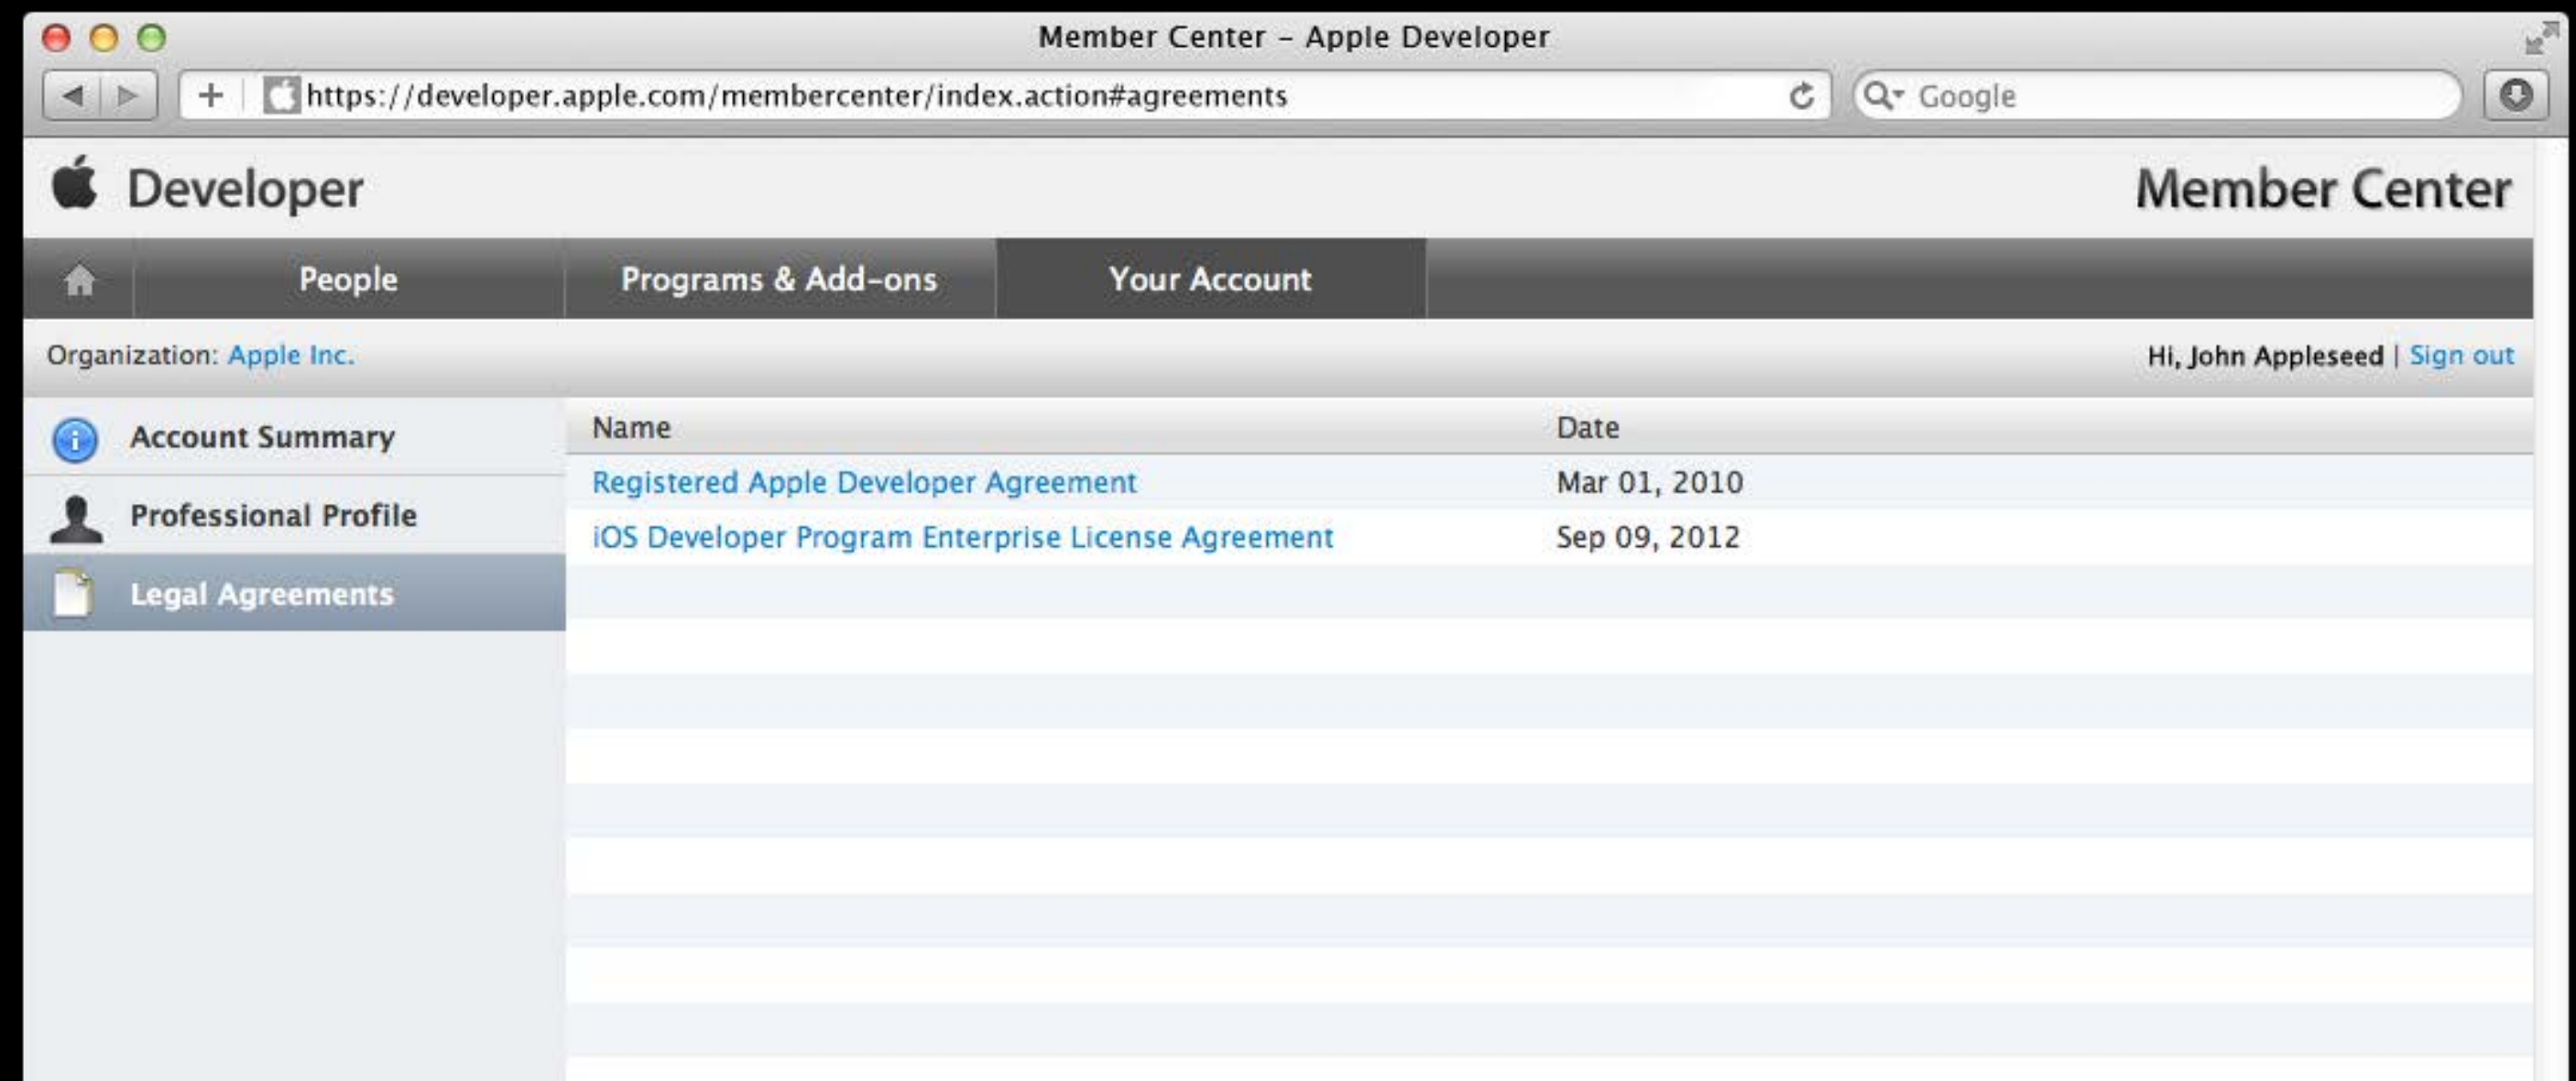 Member Center – Apple Developer
https://developer.apple.com/membercenter/index.action#agreements
Google
Developer
Member Center
People
Programs & Add-ons
Your Account
Organization: Apple Inc.
Hi, John Appleseed | Sign out
Account Summary
Professional Profile
Legal Agreements
Name Date
Registered Apple Developer Agreement Mar 01, 2010
iOS Developer Program Enterprise License Agreement Sep 09, 2012